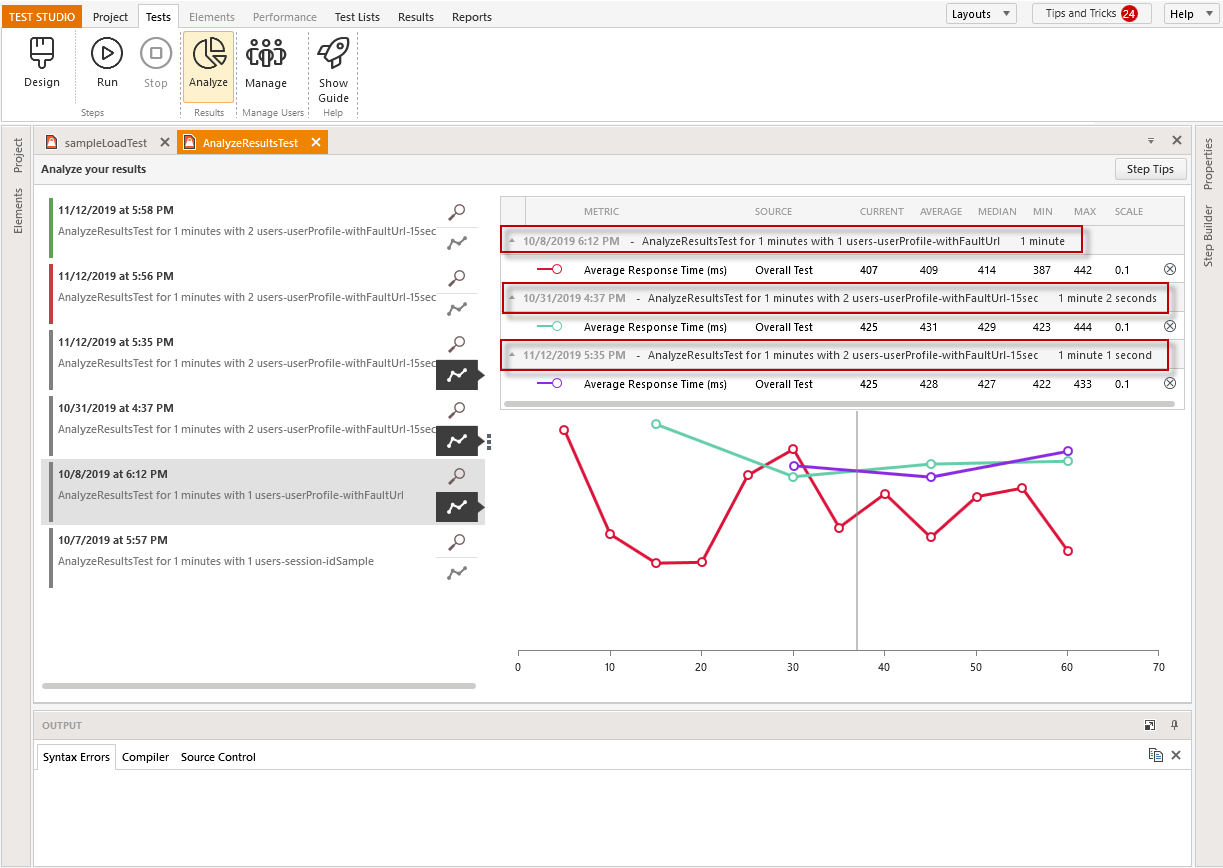 TEST STUDIO Project Tests Elements Performance Test Lists Results Reports Layouts Tips and Tricks 24 Help
Design Run Stop Analyze Manage Show Guide
Steps Results Manage Users Help
Project
Elements
sampleLoadTest AnalyzeResultsTest
Analyze your results Step Tips
11/12/2019 at 5:58 PM
AnalyzeResultsTest for 1 minutes with 2 users-userProfile-withFaultUrl-15sec
11/12/2019 at 5:56 PM
AnalyzeResultsTest for 1 minutes with 2 users-userProfile-withFaultUrl-15sec
11/12/2019 at 5:35 PM
AnalyzeResultsTest for 1 minutes with 2 users-userProfile-withFaultUrl-15sec
10/31/2019 at 4:37 PM
AnalyzeResultsTest for 1 minutes with 2 users-userProfile-withFaultUrl-15sec
10/8/2019 at 6:12 PM
AnalyzeResultsTest for 1 minutes with 1 users-userProfile-withFaultUrl
10/7/2019 at 5:57 PM
AnalyzeResultsTest for 1 minutes with 1 users-session-idSample
METRIC SOURCE CURRENT AVERAGE MEDIAN MIN MAX SCALE
10/8/2019 6:12 PM - AnalyzeResultsTest for 1 minutes with 1 users-userProfile-withFaultUrl 1 minute
Average Response Time (ms) Overall Test 407 409 414 387 442 0.1
10/31/2019 4:37 PM - AnalyzeResultsTest for 1 minutes with 2 users-userProfile-withFaultUrl-15sec 1 minute 2 seconds
Average Response Time (ms) Overall Test 425 431 429 423 444 0.1
11/12/2019 5:35 PM - AnalyzeResultsTest for 1 minutes with 2 users-userProfile-withFaultUrl-15sec 1 minute 1 second
Average Response Time (ms) Overall Test 425 428 427 422 433 0.1
0 10 20 30 40 50 60 70
Properties
Step Builder
OUTPUT
Syntax Errors Compiler Source Control